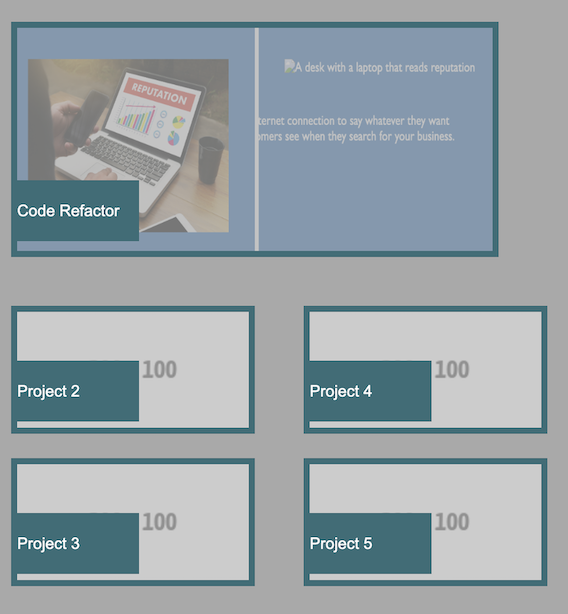 REPUTATION
A desk with a laptop that reads reputation
ternet connection to say whatever they want
omers see when they search for your business.
Code Refactor
100
Project 2
100
Project 4
100
Project 3
100
Project 5